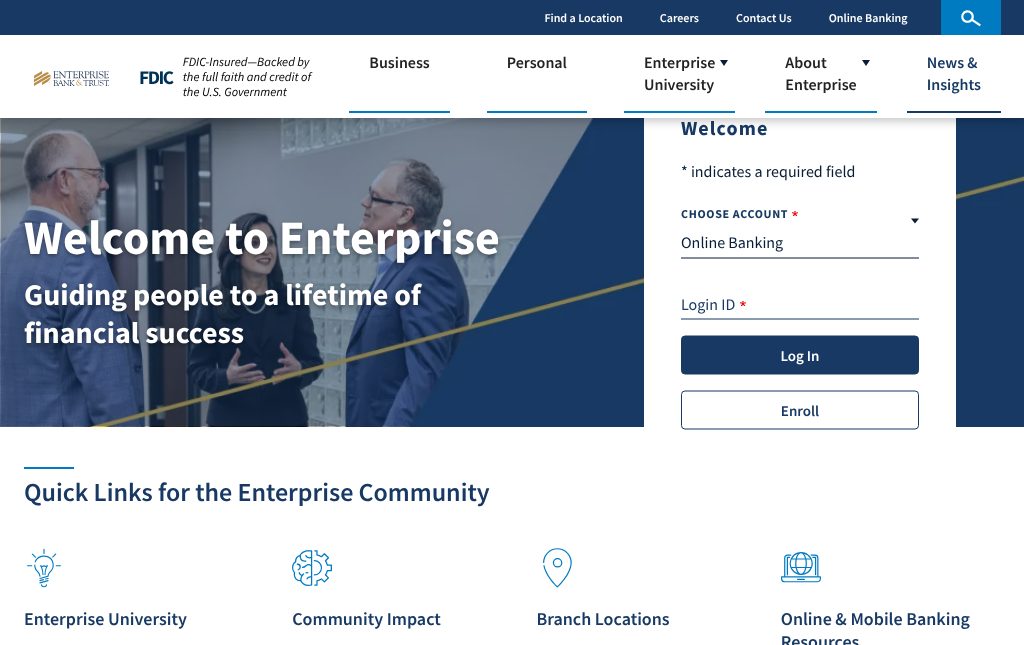 Find a Location
Careers
Contact Us
Online Banking
ENTERPRISE
BANK & TRUST
FDIC
FDIC-Insured—Backed by
the full faith and credit of
the U.S. Government
Business
Personal
Enterprise
University
About
Enterprise
News &
Insights
Welcome to Enterprise
Guiding people to a lifetime of
financial success
Welcome
* indicates a required field
CHOOSE ACCOUNT *
Online Banking
Login ID *
Log In
Enroll
Quick Links for the Enterprise Community
Enterprise University
Community Impact
Branch Locations
Online & Mobile Banking
Resources